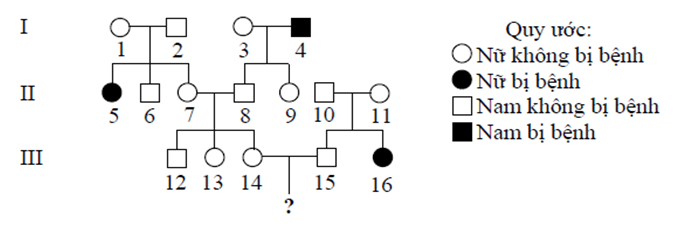 I
1 2 3 4
Quy ước:
Nữ không bị bệnh
Nữ bị bệnh
Nam không bị bệnh
Nam bị bệnh
II
5 6 7 8 9 10 11
III
12 13 14 15 16
?